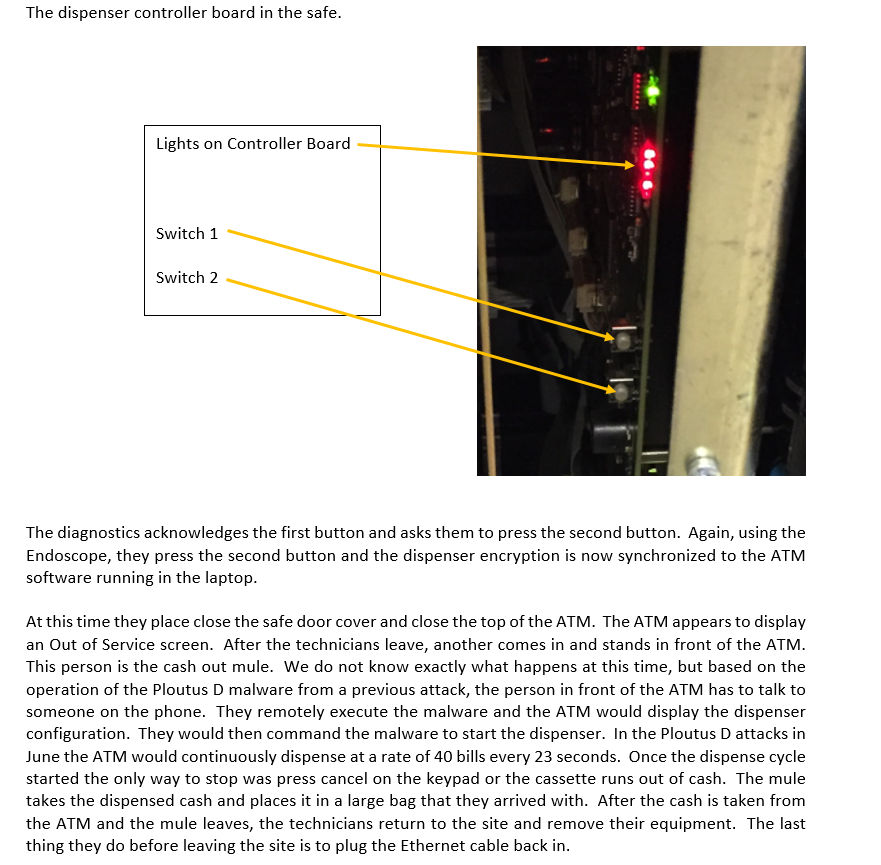 The dispenser controller board in the safe.
Lights on Controller Board
Switch 1
Switch 2
The diagnostics acknowledges the first button and asks them to press the second button.  Again, using the
Endoscope, they press the second button and the dispenser encryption is now synchronized to the ATM
software running in the laptop.
At this time they place close the safe door cover and close the top of the ATM.  The ATM appears to display
an Out of Service screen.  After the technicians leave, another comes in and stands in front of the ATM.
This person is the cash out mule.  We do not know exactly what happens at this time, but based on the
operation of the Ploutus D malware from a previous attack, the person in front of the ATM has to talk to
someone on the phone.  They remotely execute the malware and the ATM would display the dispenser
configuration.  They would then command the malware to start the dispenser.  In the Ploutus D attacks in
June the ATM would continuously dispense at a rate of 40 bills every 23 seconds.  Once the dispense cycle
started the only way to stop was press cancel on the keypad or the cassette runs out of cash.  The mule
takes the dispensed cash and places it in a large bag that they arrived with.  After the cash is taken from
the ATM and the mule leaves, the technicians return to the site and remove their equipment.  The last
thing they do before leaving the site is to plug the Ethernet cable back in.